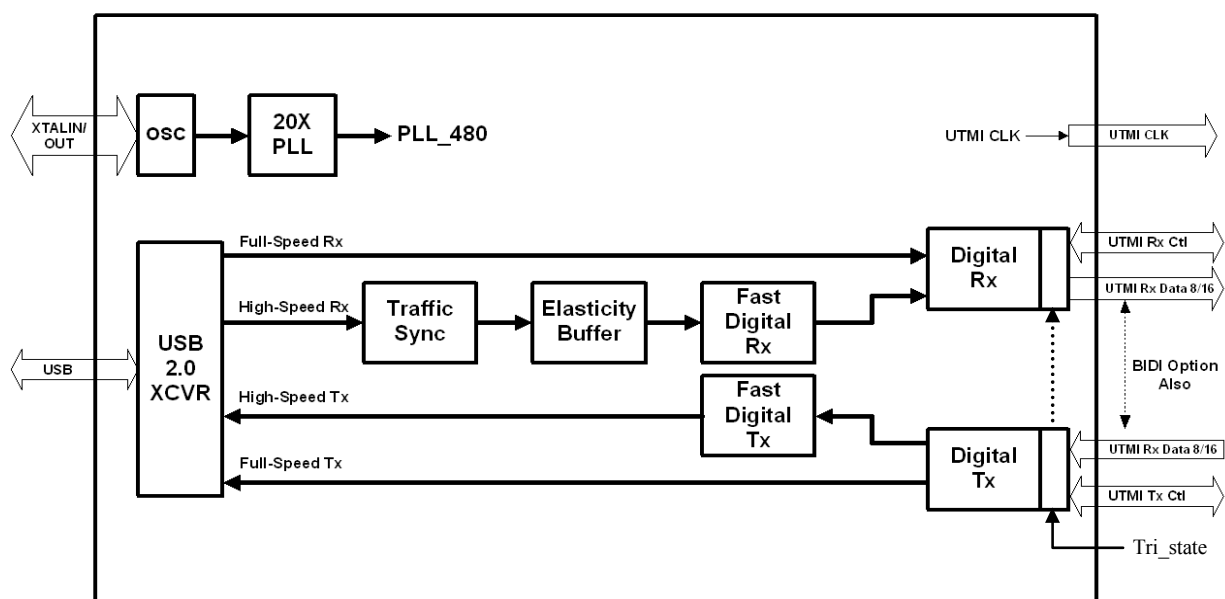 XTALIN/
OUT
OSC
20X
PLL
PLL_480
UTMI CLK
UTMI CLK
Full-Speed Rx
Digital
Rx
UTMI Rx Ctl
UTMI Rx Data 8/16
High-Speed Rx
Traffic
Sync
Elasticity
Buffer
Fast
Digital
Rx
USB
USB
2.0
XCVR
BIDI Option
Also
High-Speed Tx
Fast
Digital
Tx
Full-Speed Tx
Digital
Tx
UTMI Rx Data 8/16
UTMI Tx Ctl
Tri_state